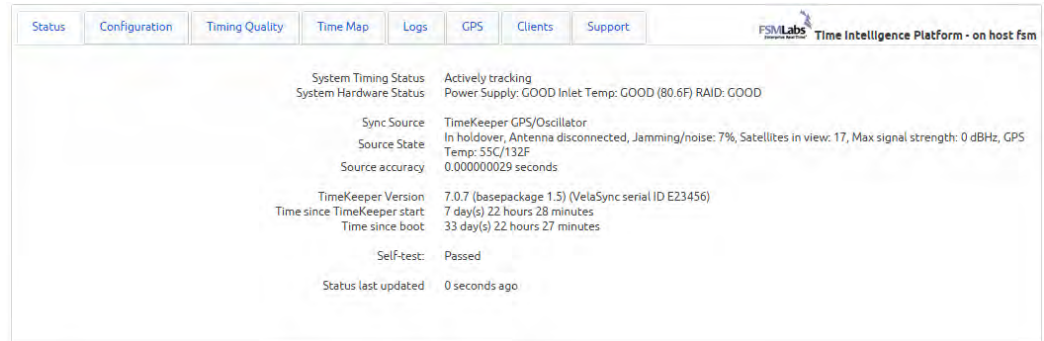 Status Configuration Timing Quality Time Map Logs GPS Clients Support
FSMLabs Time Intelligence Platform - on host fsm
System Timing Status Actively tracking
System Hardware Status Power Supply: GOOD Inlet Temp: GOOD (80.6F) RAID: GOOD
Sync Source TimeKeeper GPS/Oscillator
Source State In holdover, Antenna disconnected, Jamming/noise: 7%, Satellites in view: 17, Max signal strength: 0 dBHz, GPS
Temp: 55C/132F
Source accuracy 0.000000029 seconds
TimeKeeper Version 7.0.7 (basepackage 1.5) (VelaSync serial ID E23456)
Time since TimeKeeper start 7 day(s) 22 hours 28 minutes
Time since boot 33 day(s) 22 hours 27 minutes
Self-test: Passed
Status last updated 0 seconds ago